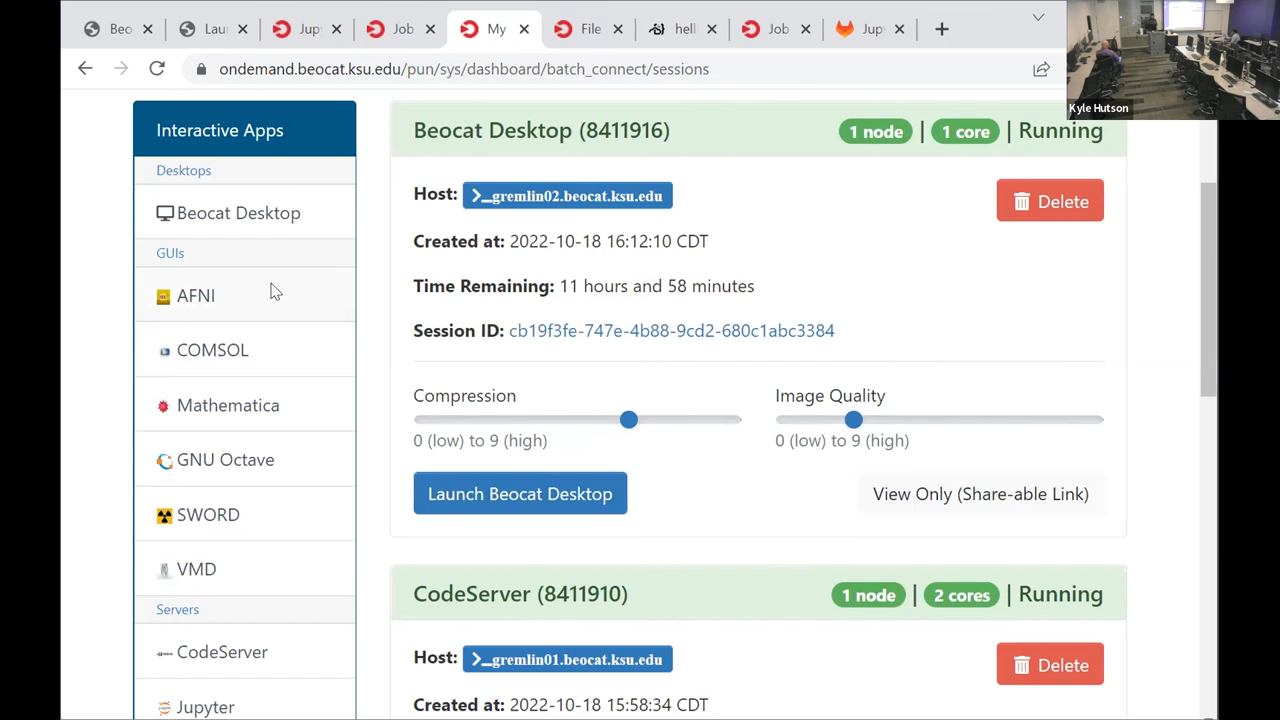 Beo
Lau
Jupy
Job
My
File
hell
Job
Jup
ondemand.beocat.ksu.edu/pun/sys/dashboard/batch_connect/sessions
Kyle Hutson
Interactive Apps
Desktops
Beocat Desktop
GUIs
AFNI
COMSOL
Mathematica
GNU Octave
SWORD
VMD
Servers
CodeServer
Jupyter
Beocat Desktop (8411916)
1 node | 1 core | Running
Host: >_gremlin02.beocat.ksu.edu
Delete
Created at: 2022-10-18 16:12:10 CDT
Time Remaining: 11 hours and 58 minutes
Session ID: cb19f3fe-747e-4b88-9cd2-680c1abc3384
Compression
0 (low) to 9 (high)
Image Quality
0 (low) to 9 (high)
Launch Beocat Desktop
View Only (Share-able Link)
CodeServer (8411910)
1 node | 2 cores | Running
Host: >_gremlin01.beocat.ksu.edu
Delete
Created at: 2022-10-18 15:58:34 CDT